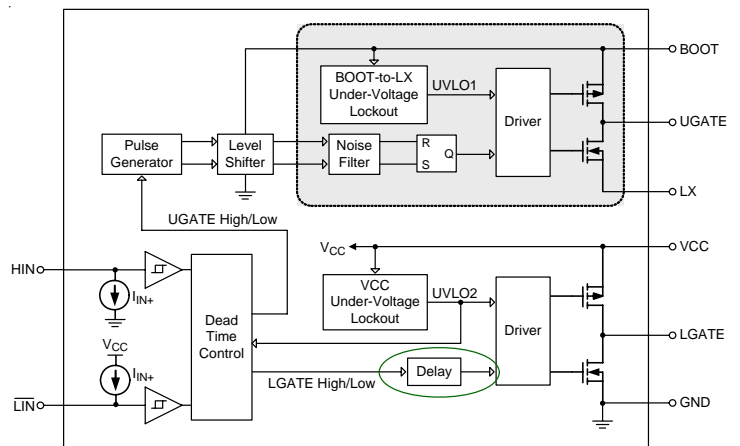 BOOT
BOOT-to-LX
Under-Voltage
Lockout
UVLO1
Driver
UGATE
Pulse
Generator
Level
Shifter
Noise
Filter
R
S
Q
LX
UGATE High/Low
VCC
VCC
HIN
IIN+
VCC
Under-Voltage
Lockout
UVLO2
Dead
Time
Control
Driver
LGATE
VCC
IIN+
LGATE High/Low
Delay
LIN
GND